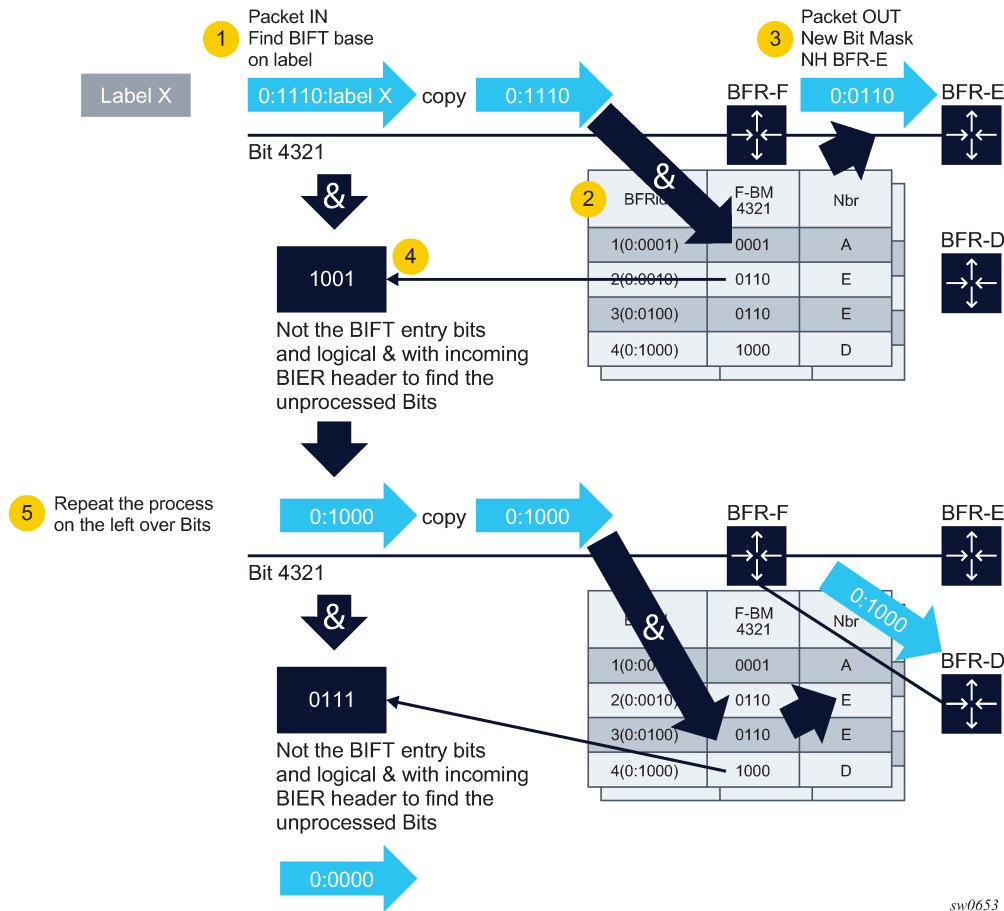 Packet IN
1
Find BIFT base
on label
Packet OUT
3
New Bit Mask
NH BFR-E
Label X
0:1110:label X
copy
0:1110
BFR-F
0:0110
BFR-E
Bit 4321
&
&
2
BFRid
F-BM
4321
Nbr
1(0:0001)
0001
A
BFR-D
4
1001
2(0:0010)
0110
E
3(0:0100)
0110
E
4(0:1000)
1000
D
Not the BIFT entry bits
and logical & with incoming
BIER header to find the
unprocessed Bits
5
Repeat the process
on the left over Bits
0:1000
copy
0:1000
BFR-F
BFR-E
Bit 4321
&
&
F-BM
4321
Nbr
0:1000
BFR-D
1(0:00
0001
A
0111
2(0:0010)
0110
E
3(0:0100)
0110
E
4(0:1000)
1000
D
Not the BIFT entry bits
and logical & with incoming
BIER header to find the
unprocessed Bits
0:0000
sw0653